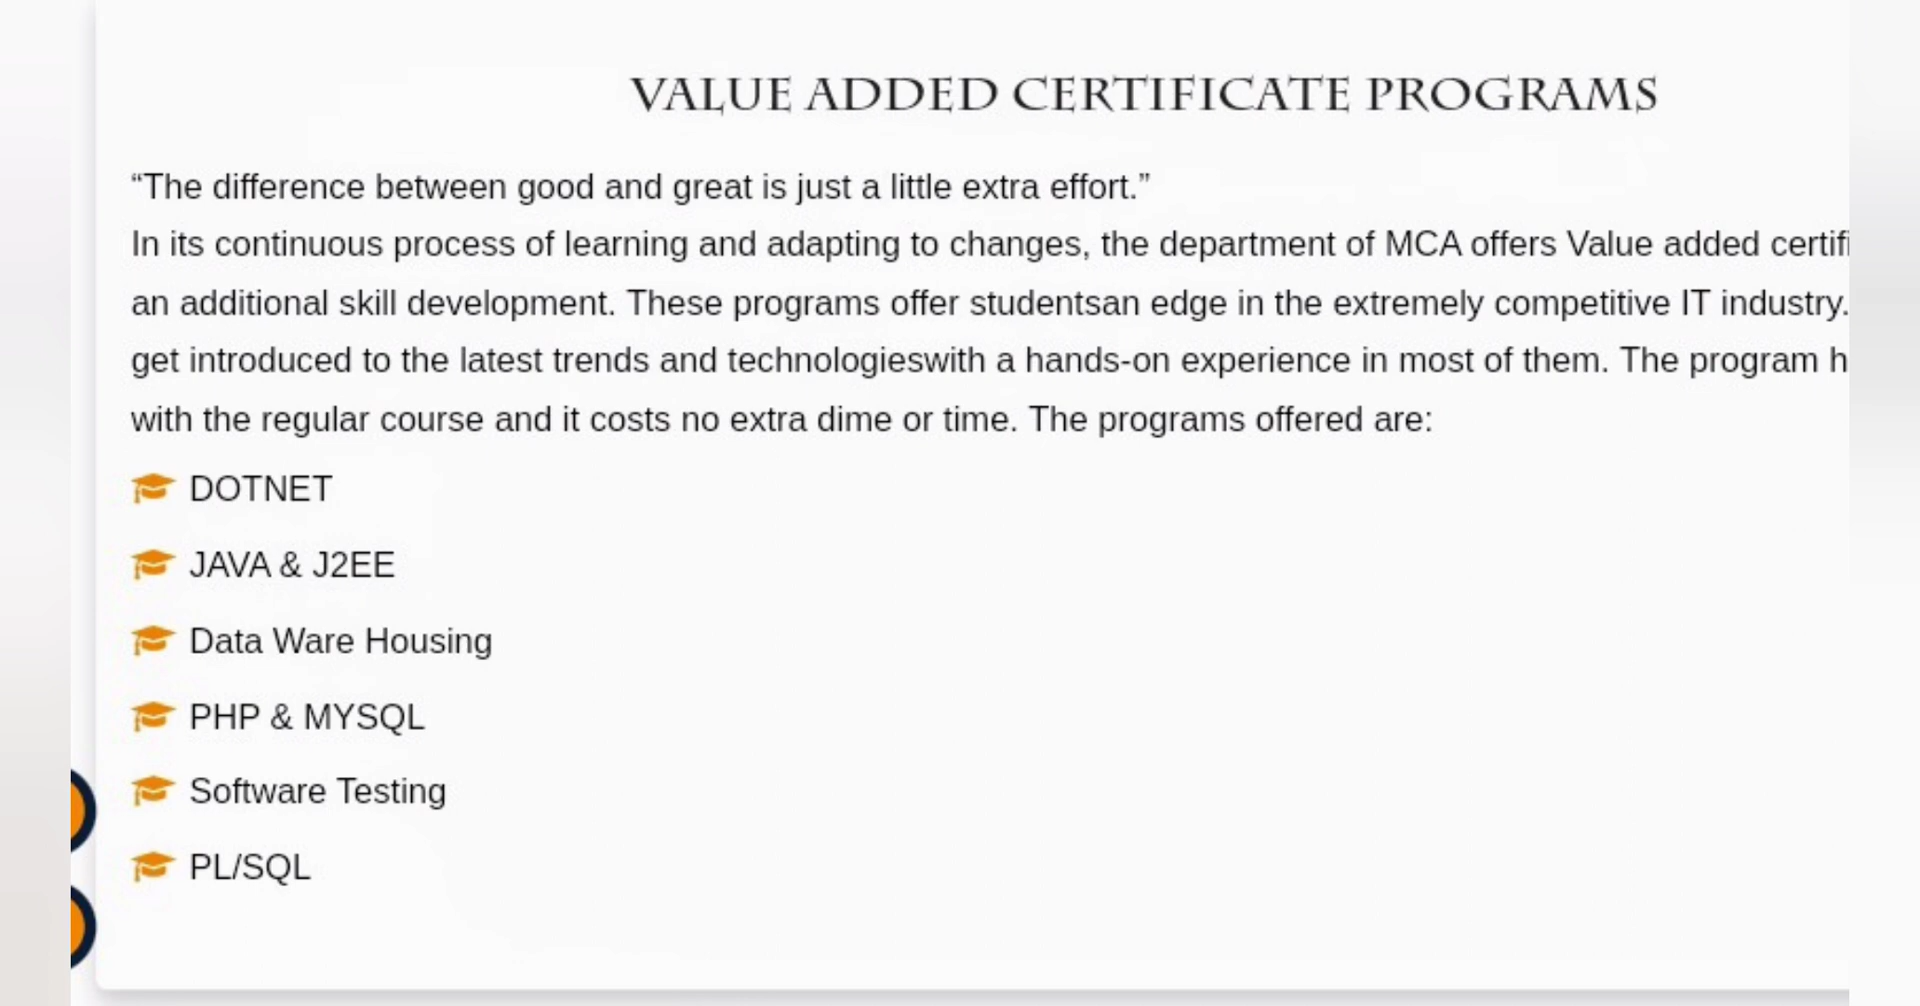 VALUE ADDED CERTIFICATE PROGRAMS
“The difference between good and great is just a little extra effort.”
In its continuous process of learning and adapting to changes, the department of MCA offers Value added
an additional skill development. These programs offer studentsan edge in the extremely competitive IT industry.
get introduced to the latest trends and technologieswith a hands-on experience in most of them. The program
with the regular course and it costs no extra dime or time. The programs offered are:
DOTNET
JAVA & J2EE
Data Ware Housing
PHP & MYSQL
Software Testing
PL/SQL